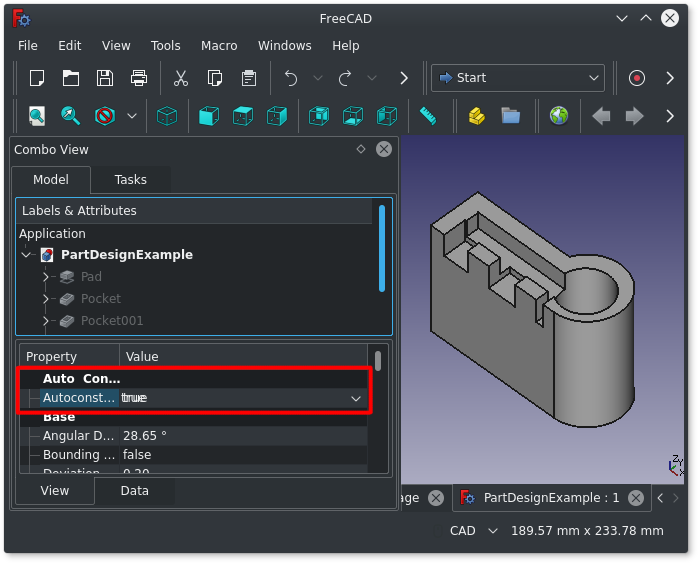 FreeCAD
File Edit View Tools Macro Windows Help
Start
Combo View
Model Tasks
Labels & Attributes
Application
PartDesignExample
Pad
Pocket
Pocket001
Property Value
Auto Con...
Autoconst... true
Base
Angular D... 28.65 °
Bounding ... false
Deviation 0.20
View Data
age PartDesignExample : 1
CAD 189.57 mm x 233.78 mm
Z
Y
X